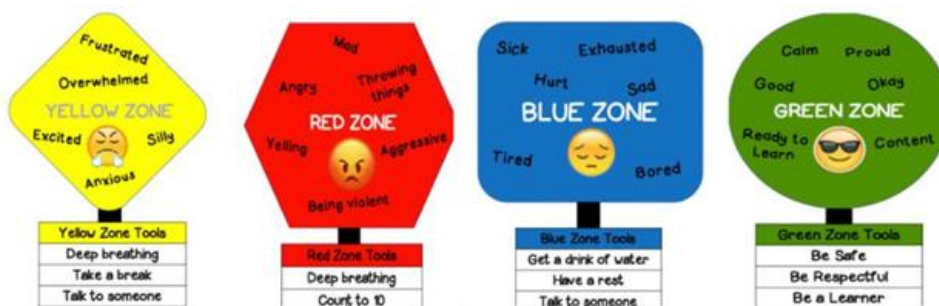 Frustrated
Overwhelmed
YELLOW ZONE
Excited
Silly
Anxious
Yellow Zone Tools
Deep breathing
Take a break
Talk to someone
Mad
Angry
Throwing
things
RED ZONE
Yelling
Aggressive
Being violent
Red Zone Tools
Deep breathing
Count to 10
Sick
Exhausted
Hurt
Sad
BLUE ZONE
Tired
Bored
Blue Zone Tools
Get a drink of water
Have a rest
Talk to someone
Calm
Proud
Good
Okay
GREEN ZONE
Ready to
Learn
Content
Green Zone Tools
Be Safe
Be Respectful
Be a Learner